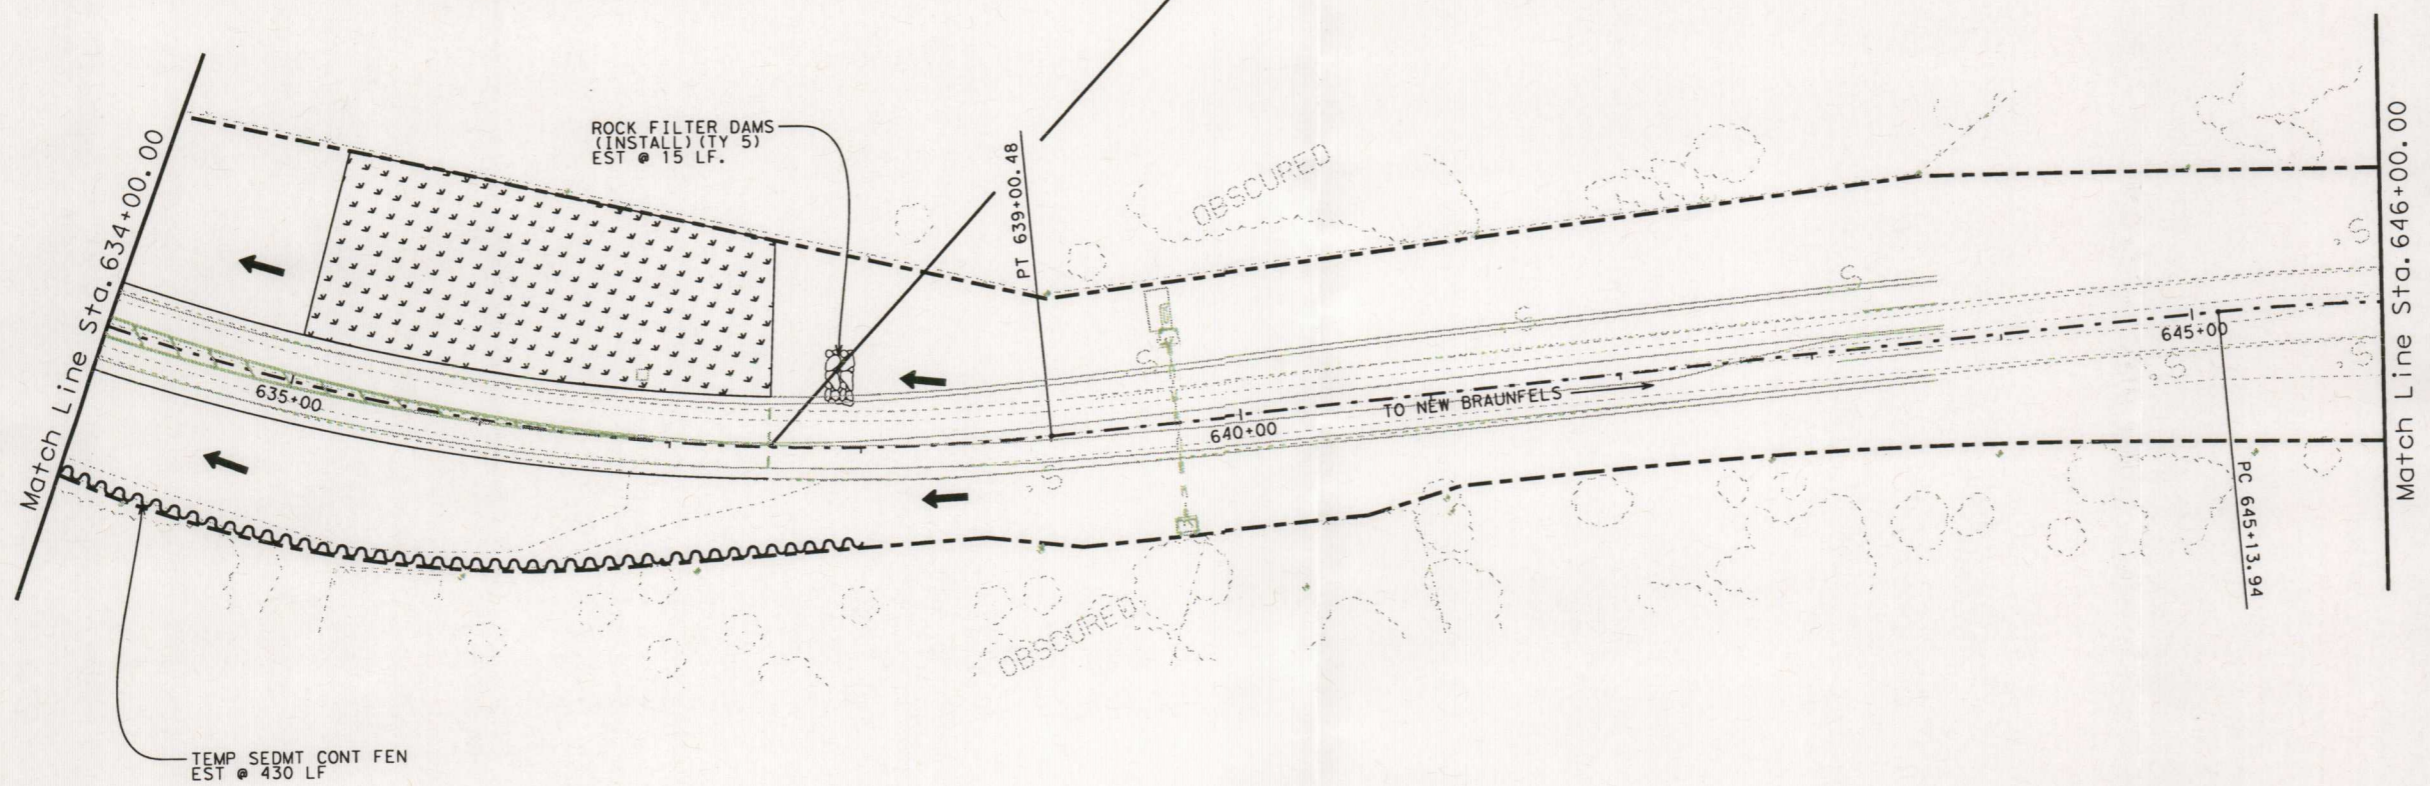 Match Line Sta. 634+00.00
ROCK FILTER DAMS
(INSTALL) (TY 5)
EST @ 15 LF.
PT 639+00.48
OBSCURED
S
S
S
S
S
S
S
S
635+00
640+00
TO NEW BRAUNFELS
645+00
PC 645+13.94
Match Line Sta. 646+00.00
OBSCURED
TEMP SEDMT CONT FEN
EST @ 430 LF